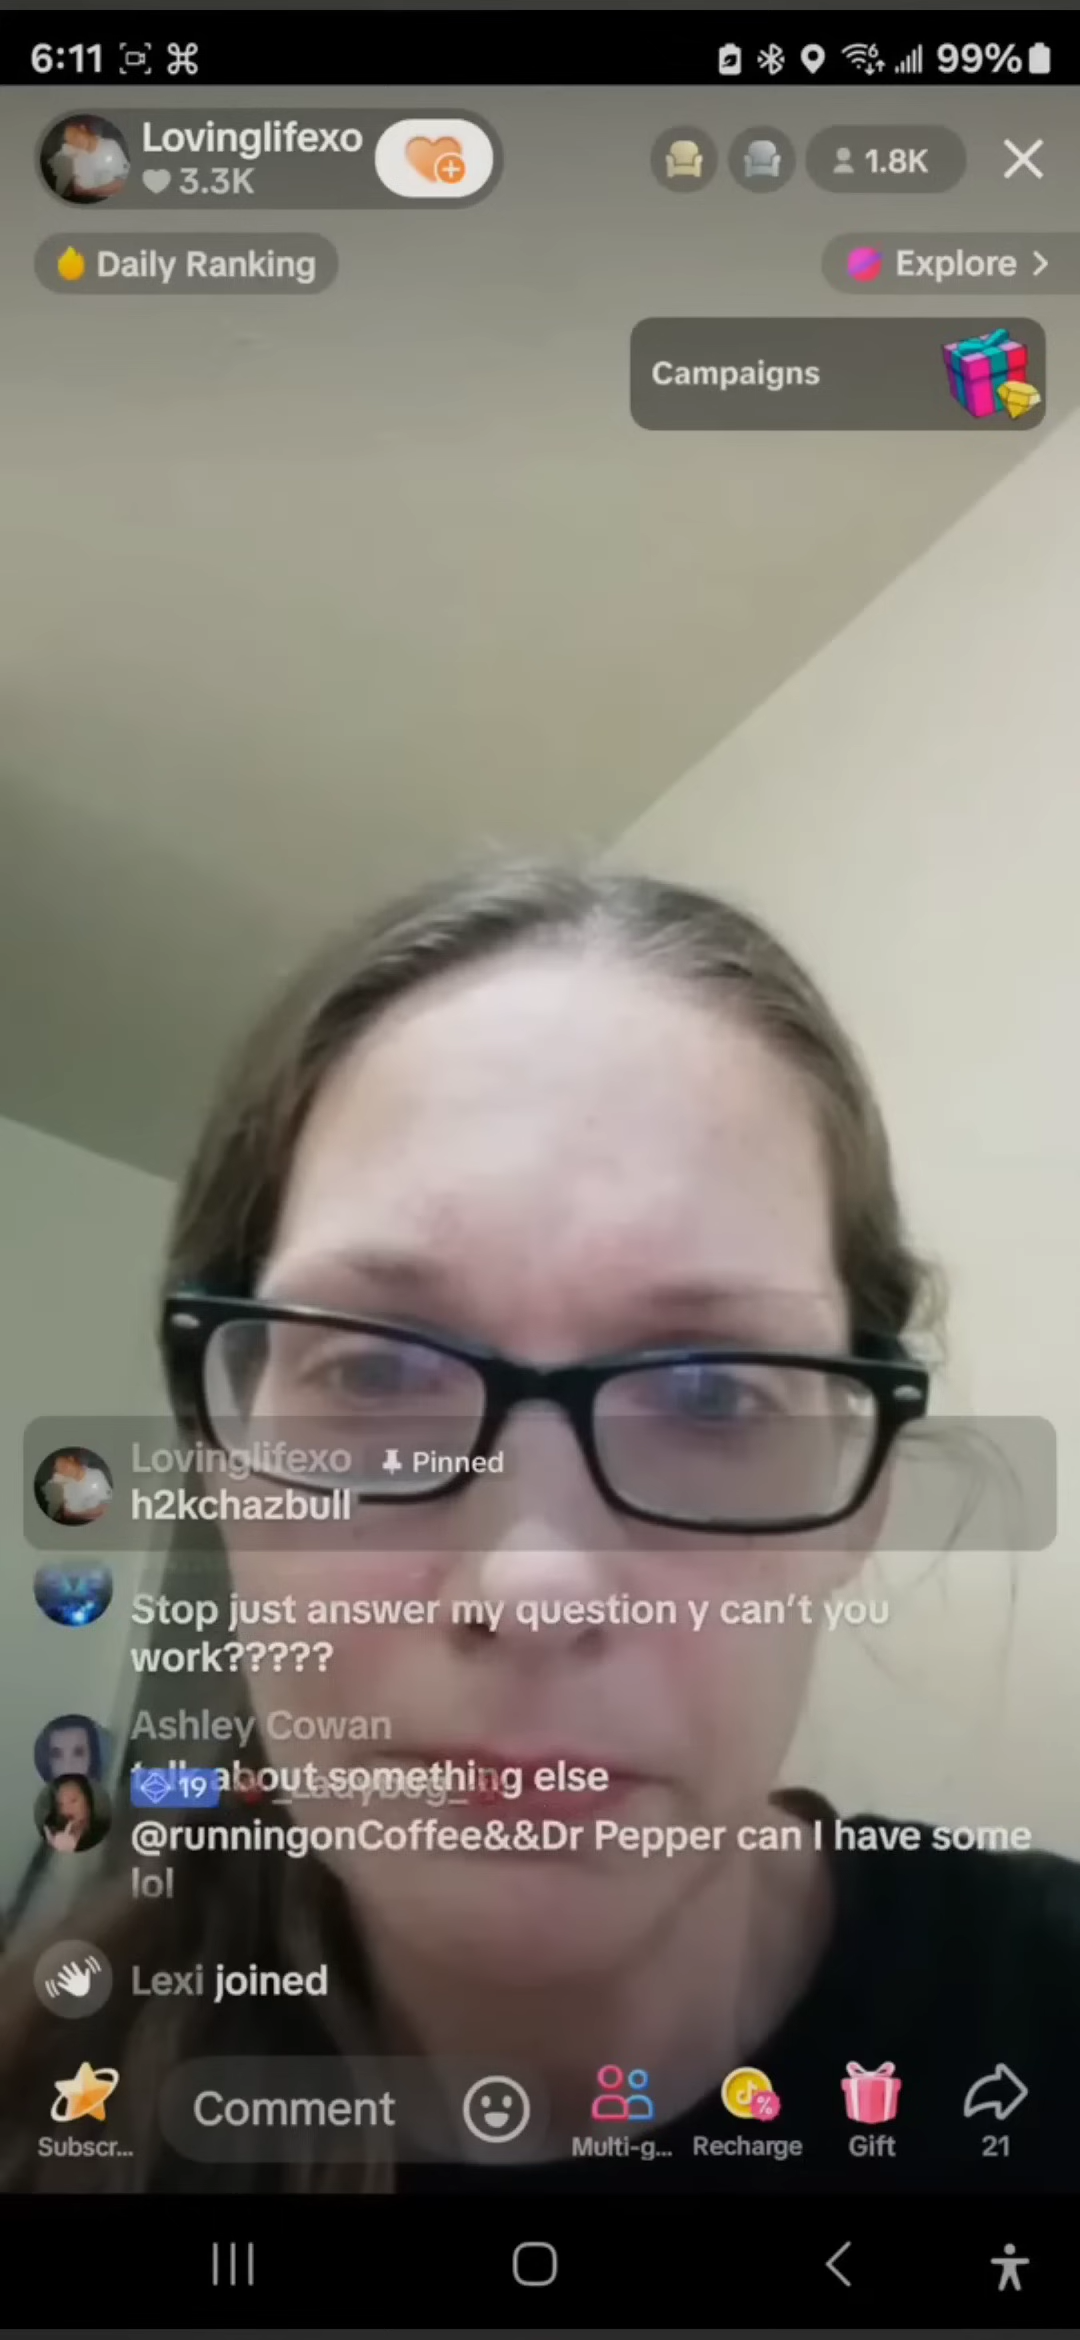 6:11
99%
Lovinglifexo
3.3K
1.8K
Daily Ranking
Explore
Campaigns
Lovinglifexo Pinned
h2kchazbull
Stop just answer my question y can't you
work?????
Ashley Cowan
talk about something else
19 _Ladybug_
@runningonCoffee&&Dr Pepper can I have some
lol
Lexi joined
Comment
Subscr... Multi-g... Recharge Gift 21